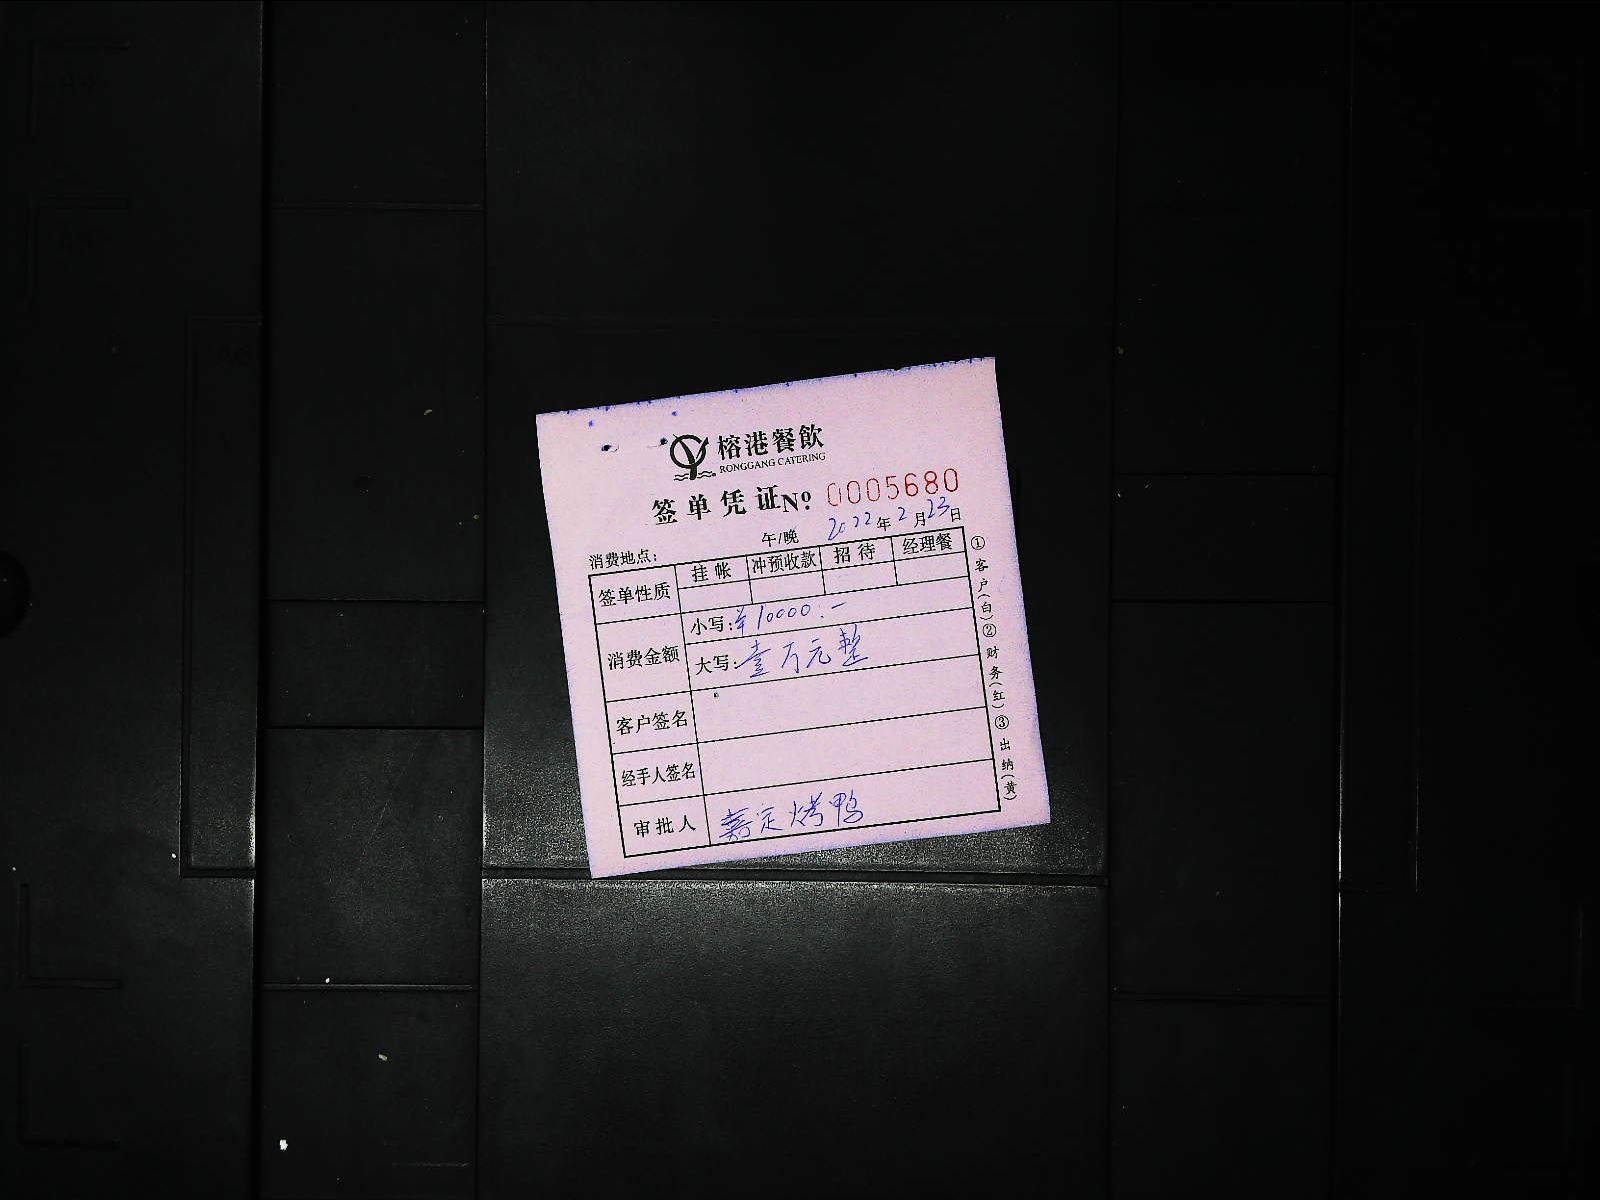 榕港餐飲
RONGGANG CATERING
签单凭证 No. 0005680
午/晚 2022年2月23日
消费地点：
签单性质 挂帐 冲预收款 招待 经理餐
消费金额 小写：¥10000.-
大写：壹万元整
客户签名
经手人签名
审批人 嘉定烤鸭
①客户（白）②财务（红）③出纳（黄）